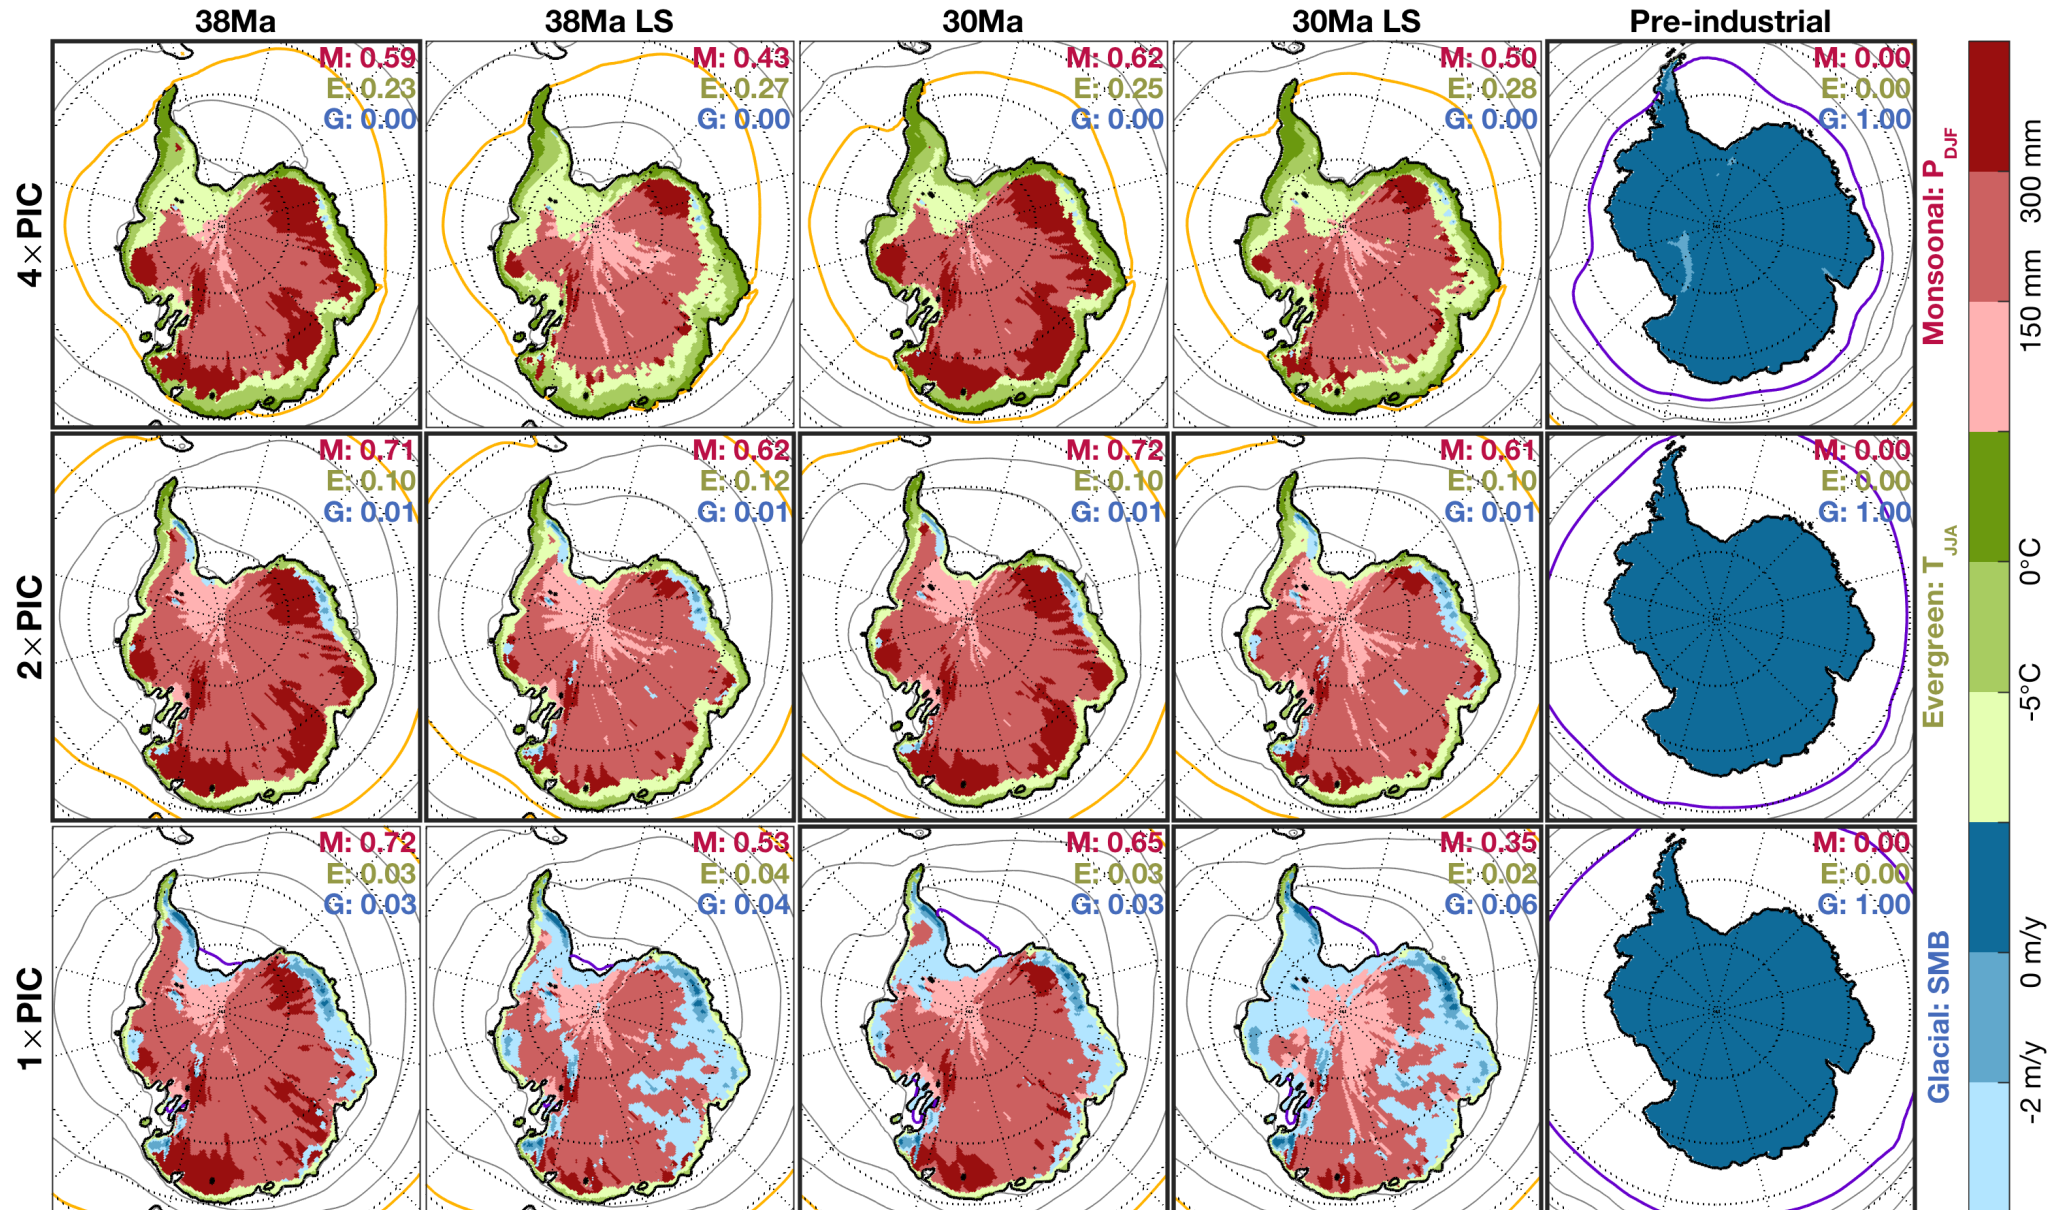 38Ma 38Ma LS 30Ma 30Ma LS Pre-industrial
4×PIC
M: 0.59
E: 0.23
G: 0.00
M: 0.43
E: 0.27
G: 0.00
M: 0.62
E: 0.25
G: 0.00
M: 0.50
E: 0.28
G: 0.00
M: 0.00
E: 0.00
G: 1.00
2×PIC
M: 0.71
E: 0.10
G: 0.01
M: 0.62
E: 0.12
G: 0.01
M: 0.72
E: 0.10
G: 0.01
M: 0.61
E: 0.10
G: 0.01
M: 0.00
E: 0.00
G: 1.00
1×PIC
M: 0.72
E: 0.03
G: 0.03
M: 0.53
E: 0.04
G: 0.04
M: 0.65
E: 0.03
G: 0.03
M: 0.35
E: 0.02
G: 0.06
M: 0.00
E: 0.00
G: 1.00
Monsoonal: P DJF
300 mm
150 mm
Evergreen: T JJA
0°C
-5°C
Glacial: SMB
0 m/y
-2 m/y